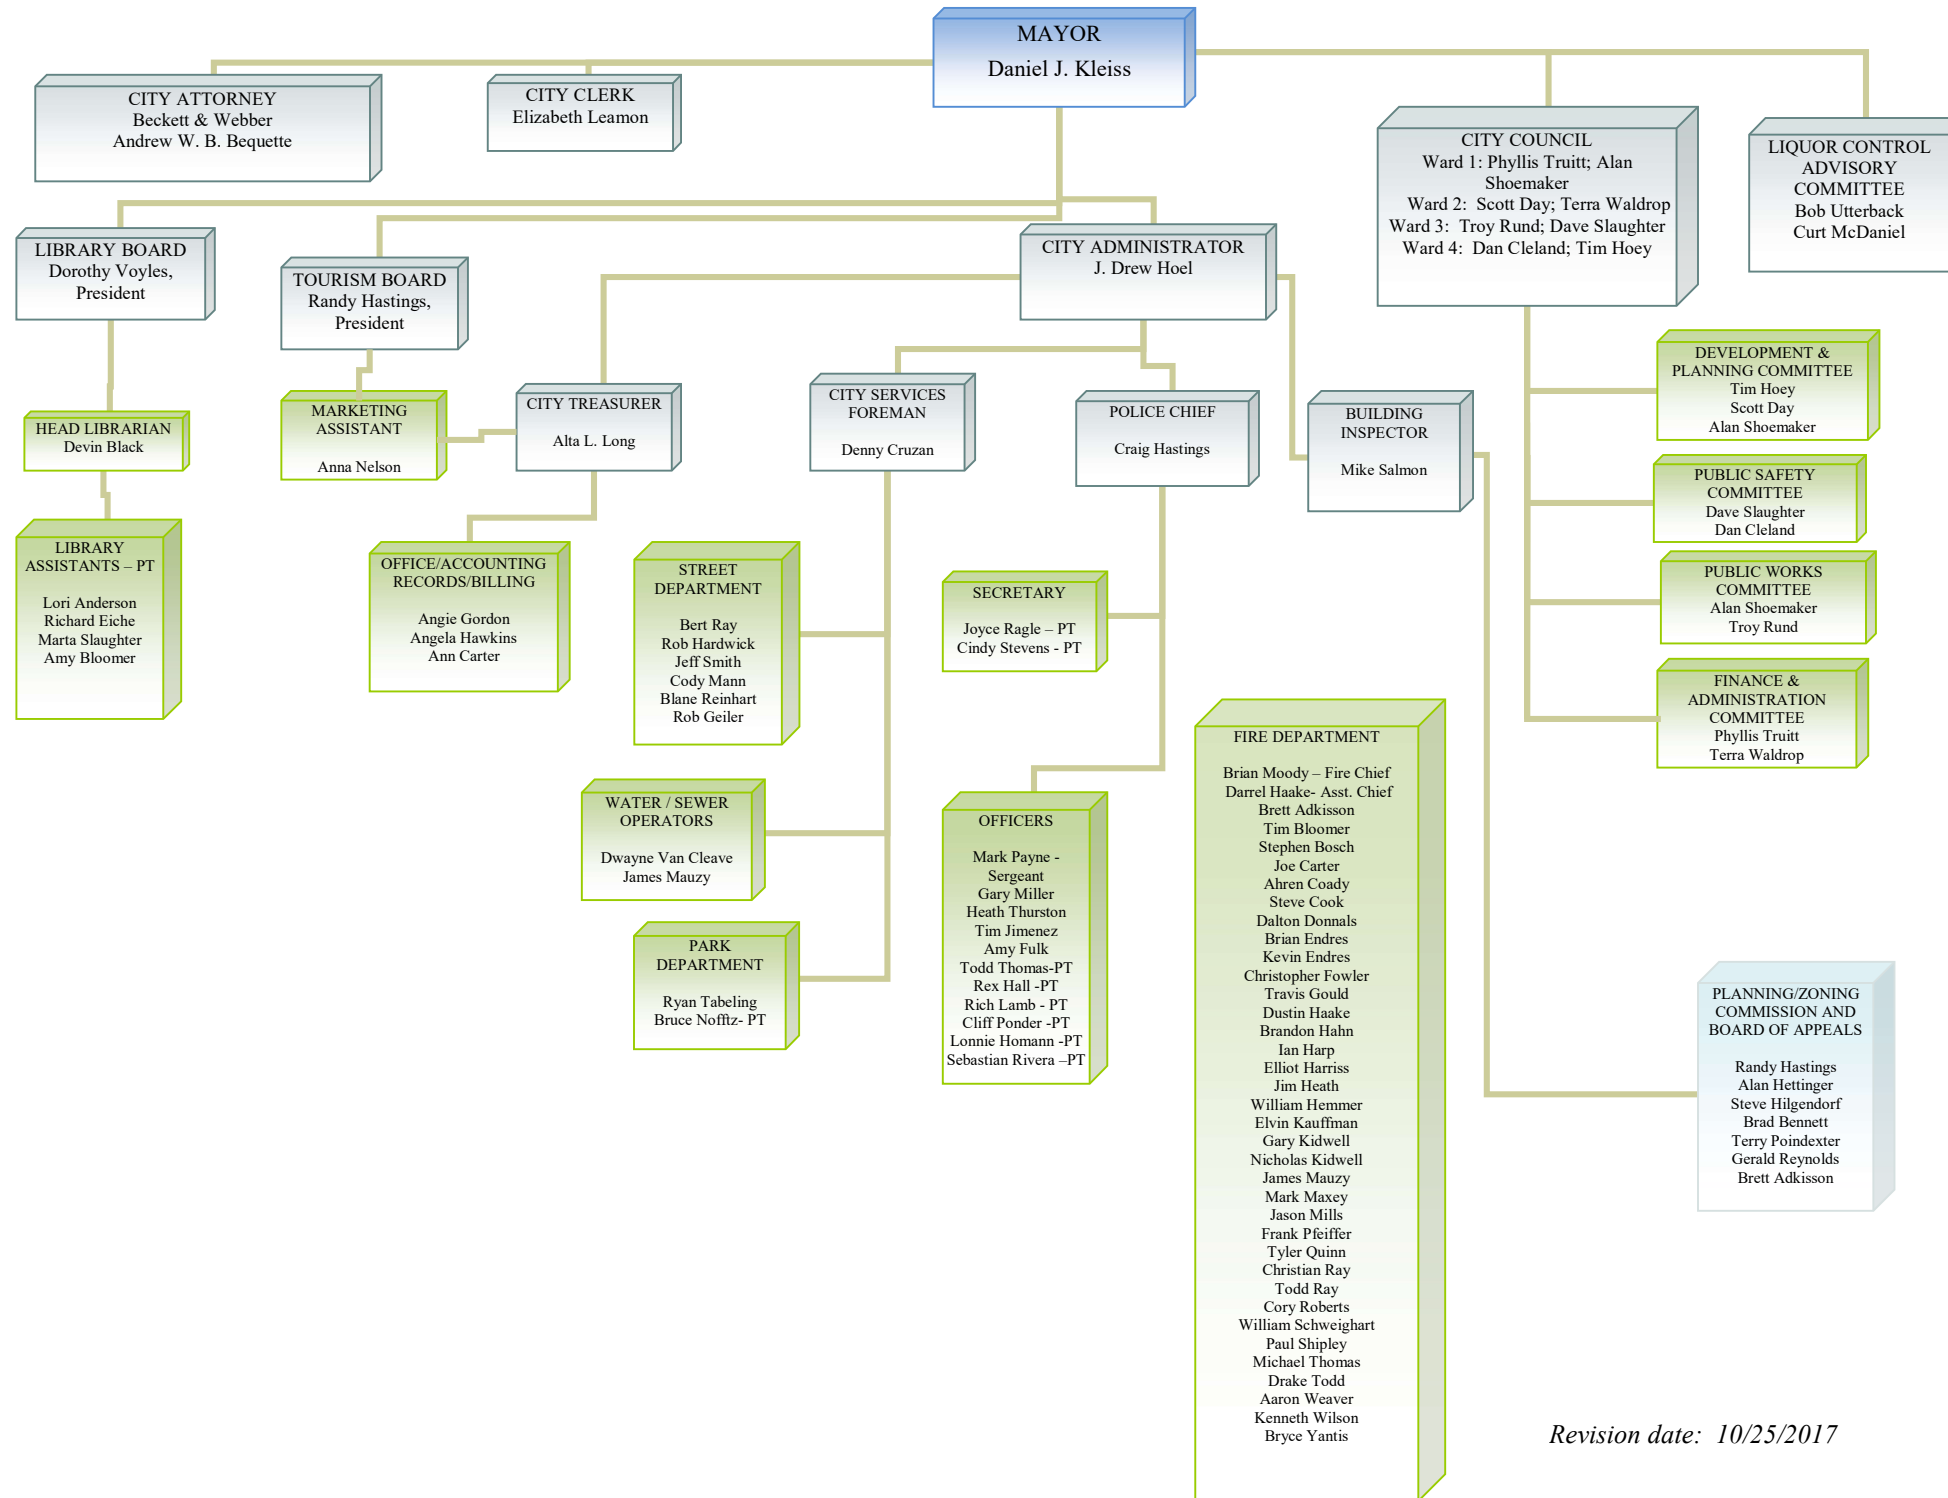 MAYOR
Daniel J. Kleiss
CITY ATTORNEY
Beckett & Webber
Andrew W. B. Bequette
CITY CLERK
Elizabeth Leamon
CITY COUNCIL
Ward 1: Phyllis Truitt; Alan
Shoemaker
Ward 2:  Scott Day; Terra Waldrop
Ward 3:  Troy Rund; Dave Slaughter
Ward 4:  Dan Cleland; Tim Hoey
LIQUOR CONTROL
ADVISORY
COMMITTEE
Bob Utterback
Curt McDaniel
LIBRARY BOARD
Dorothy Voyles,
President
TOURISM BOARD
Randy Hastings,
President
CITY ADMINISTRATOR
J. Drew Hoel
HEAD LIBRARIAN
Devin Black
MARKETING
ASSISTANT
Anna Nelson
CITY TREASURER
Alta L. Long
CITY SERVICES
FOREMAN
Denny Cruzan
POLICE CHIEF
Craig Hastings
BUILDING
INSPECTOR
Mike Salmon
DEVELOPMENT &
PLANNING COMMITTEE
Tim Hoey
Scott Day
Alan Shoemaker
PUBLIC SAFETY
COMMITTEE
Dave Slaughter
Dan Cleland
PUBLIC WORKS
COMMITTEE
Alan Shoemaker
Troy Rund
FINANCE &
ADMINISTRATION
COMMITTEE
Phyllis Truitt
Terra Waldrop
LIBRARY
ASSISTANTS – PT
Lori Anderson
Richard Eiche
Marta Slaughter
Amy Bloomer
OFFICE/ACCOUNTING
RECORDS/BILLING
Angie Gordon
Angela Hawkins
Ann Carter
STREET
DEPARTMENT
Bert Ray
Rob Hardwick
Jeff Smith
Cody Mann
Blane Reinhart
Rob Geiler
SECRETARY
Joyce Ragle – PT
Cindy Stevens - PT
WATER / SEWER
OPERATORS
Dwayne Van Cleave
James Mauzy
PARK
DEPARTMENT
Ryan Tabeling
Bruce Nofftz- PT
OFFICERS
Mark Payne -
Sergeant
Gary Miller
Heath Thurston
Tim Jimenez
Amy Fulk
Todd Thomas-PT
Rex Hall -PT
Rich Lamb - PT
Cliff Ponder -PT
Lonnie Homann -PT
Sebastian Rivera –PT
FIRE DEPARTMENT
Brian Moody – Fire Chief
Darrel Haake- Asst. Chief
Brett Adkisson
Tim Bloomer
Stephen Bosch
Joe Carter
Ahren Coady
Steve Cook
Dalton Donnals
Brian Endres
Kevin Endres
Christopher Fowler
Travis Gould
Dustin Haake
Brandon Hahn
Ian Harp
Elliot Harriss
Jim Heath
William Hemmer
Elvin Kauffman
Gary Kidwell
Nicholas Kidwell
James Mauzy
Mark Maxey
Jason Mills
Frank Pfeiffer
Tyler Quinn
Christian Ray
Todd Ray
Cory Roberts
William Schweighart
Paul Shipley
Michael Thomas
Drake Todd
Aaron Weaver
Kenneth Wilson
Bryce Yantis
PLANNING/ZONING
COMMISSION AND
BOARD OF APPEALS
Randy Hastings
Alan Hettinger
Steve Hilgendorf
Brad Bennett
Terry Poindexter
Gerald Reynolds
Brett Adkisson
Revision date:  10/25/2017